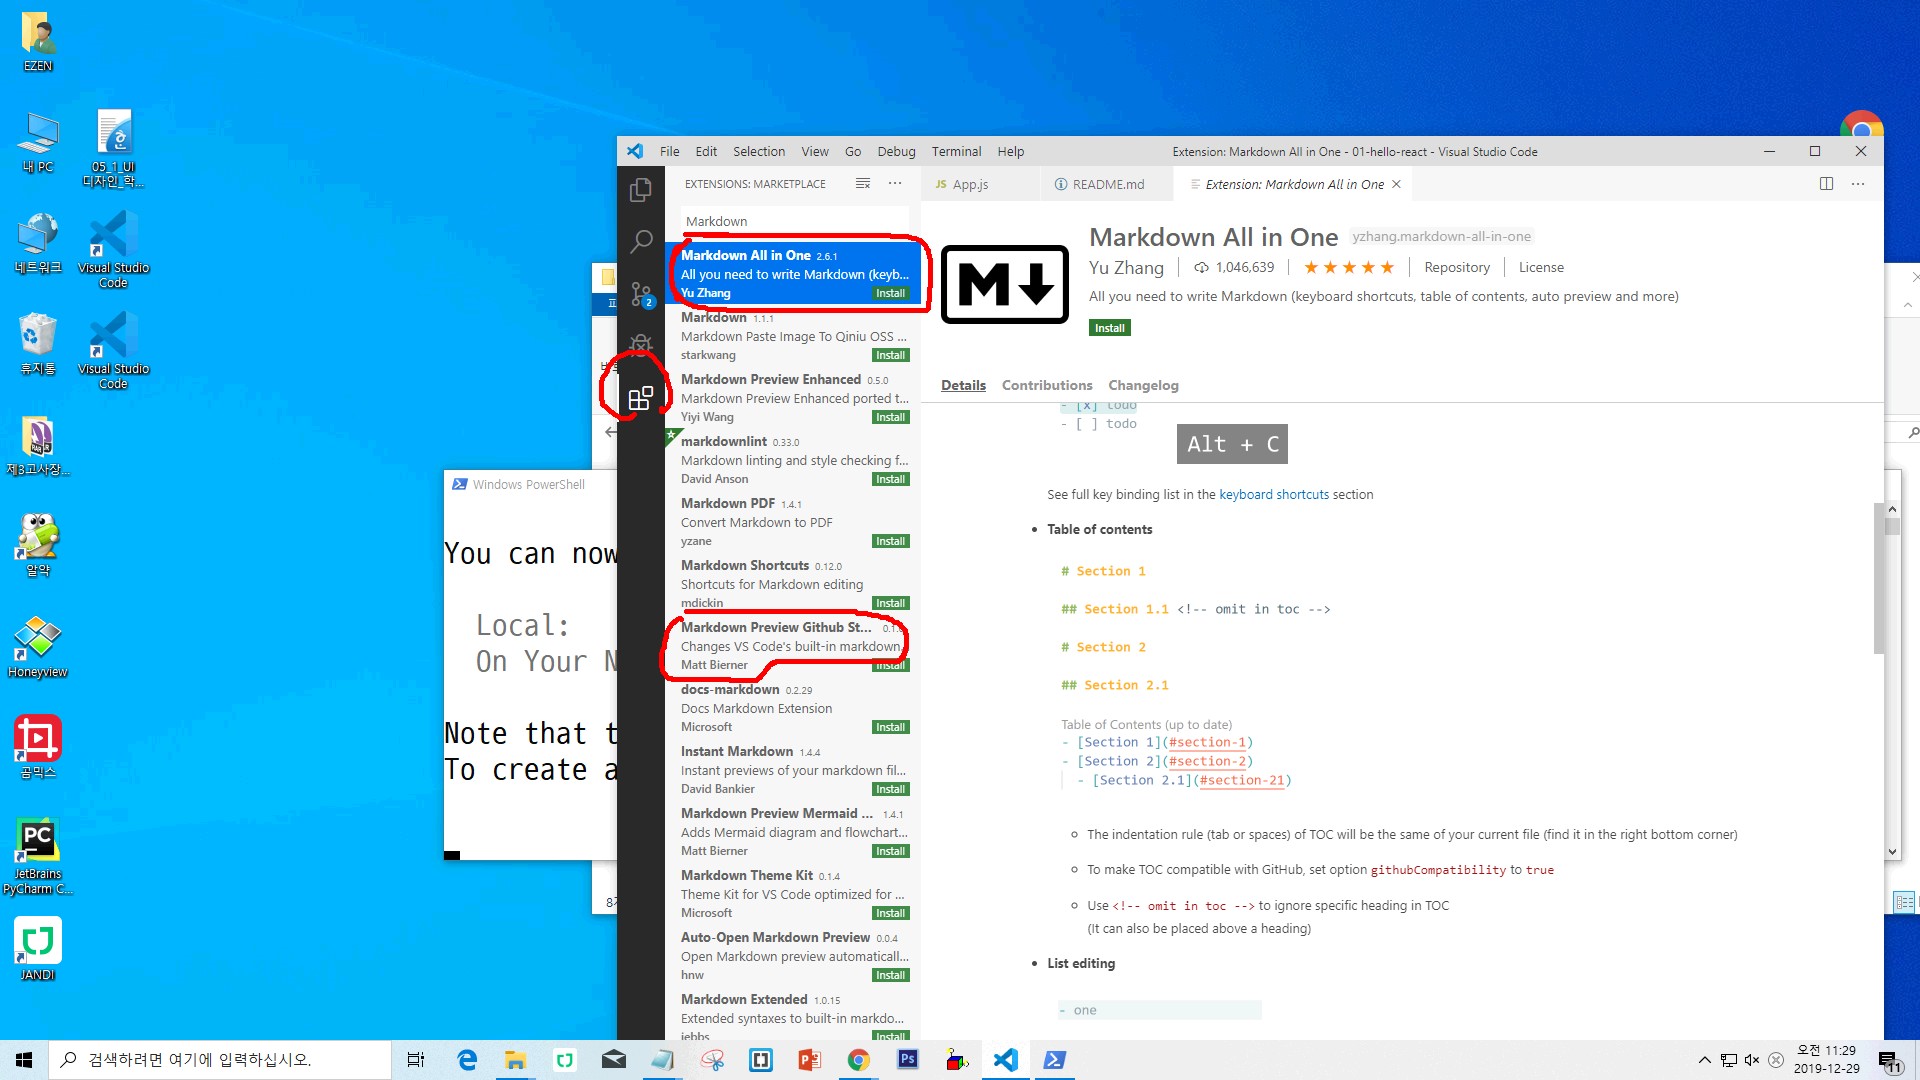 EZEN
내 PC
05_1_UI
디자인_학...
네트워크
Visual Studio
Code
휴지통
Visual Studio
Code
제3고사장...
알약
Honeyview
곰믹스
JetBrains
PyCharm C...
JANDI
Windows PowerShell
You can now
Local:
On Your N
Note that t
To create a
File Edit Selection View Go Debug Terminal Help
Extension: Markdown All in One - 01-hello-react - Visual Studio Code
EXTENSIONS: MARKETPLACE
Markdown
Markdown All in One 2.6.1
All you need to write Markdown (keyb...
Yu Zhang Install
Markdown 1.1.1
Markdown Paste Image To Qiniu OSS ...
starkwang Install
Markdown Preview Enhanced 0.5.0
Markdown Preview Enhanced ported t...
Yiyi Wang Install
markdownlint 0.33.0
Markdown linting and style checking f...
David Anson Install
Markdown PDF 1.4.1
Convert Markdown to PDF
yzane Install
Markdown Shortcuts 0.12.0
Shortcuts for Markdown editing
mdickin Install
Markdown Preview Github St... 0.1.
Changes VS Code's built-in markdown
Matt Bierner Install
docs-markdown 0.2.29
Docs Markdown Extension
Microsoft Install
Instant Markdown 1.4.4
Instant previews of your markdown fil...
David Bankier Install
Markdown Preview Mermaid ... 1.4.1
Adds Mermaid diagram and flowchart...
Matt Bierner Install
Markdown Theme Kit 0.1.4
Theme Kit for VS Code optimized for ...
Microsoft Install
Auto-Open Markdown Preview 0.0.4
Open Markdown preview automaticall...
hnw Install
Markdown Extended 1.0.15
Extended syntaxes to built-in markdo...
jebbs Install
2
JS App.js
README.md
Extension: Markdown All in One
M
Markdown All in One yzhang.markdown-all-in-one
Yu Zhang 1,046,639 Repository License
All you need to write Markdown (keyboard shortcuts, table of contents, auto preview and more)
Install
Details Contributions Changelog
- [x] todo
- [ ] todo
Alt + C
See full key binding list in the keyboard shortcuts section
• Table of contents
# Section 1
## Section 1.1 <!-- omit in toc -->
# Section 2
## Section 2.1
Table of Contents (up to date)
- [Section 1](#section-1)
- [Section 2](#section-2)
- [Section 2.1](#section-21)
The indentation rule (tab or spaces) of TOC will be the same of your current file (find it in the right bottom corner)
To make TOC compatible with GitHub, set option githubCompatibility to true
Use <!-- omit in toc --> to ignore specific heading in TOC
(It can also be placed above a heading)
• List editing
- one
검색하려면 여기에 입력하십시오.
Ps
오전 11:29
2019-12-29
11